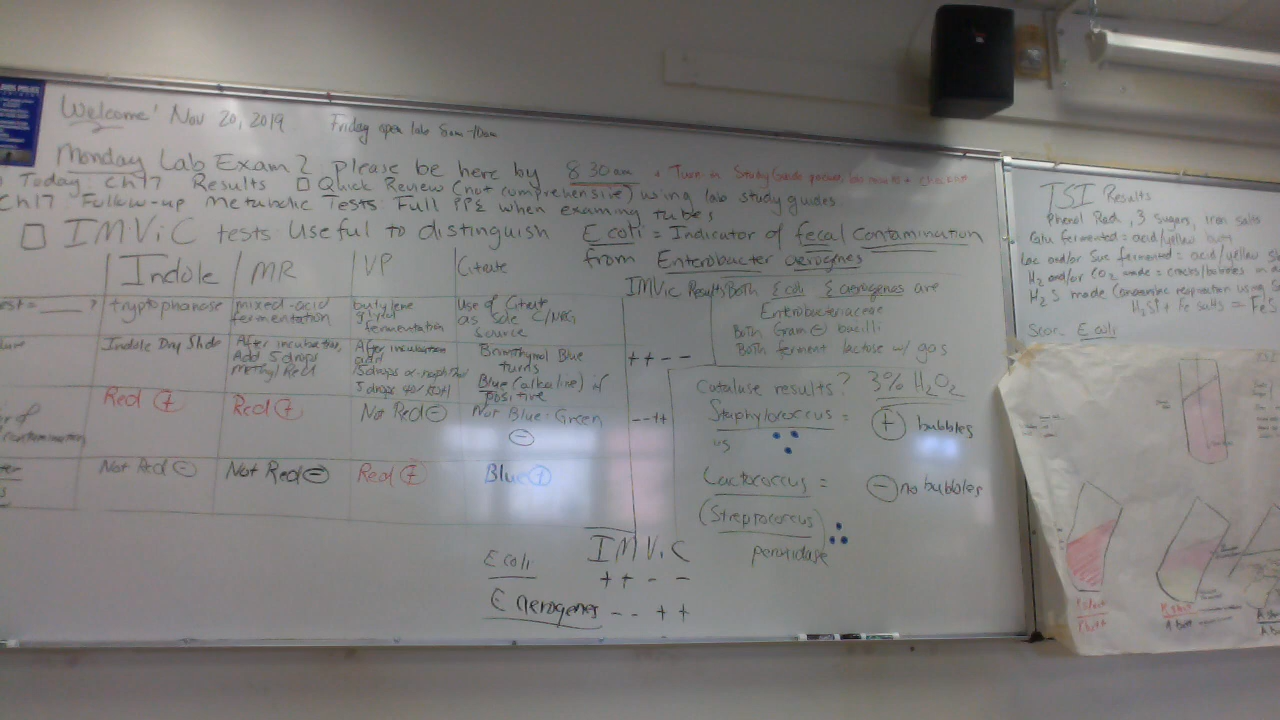 Welcome! Nov 20, 2019 Friday open lab 8am-10am
Monday Lab Exam 2 Please be here by 8 30am + Turn in Study Guide
Today Ch17 Results □ Quick Review (not comprehensive) using lab study guides
Ch17 Follow-up Metabolic Tests Full PPE when examining tubes
□ IMViC tests Useful to distinguish E coli = Indicator of fecal Contamination
from Enterobacter aerogenes
Indole MR VP Citrate
est = ___ ? tryptophanase mixed-acid fermentation butylene glycol fermentation Use of Citrate as sole C/NRG source
Indole Dry Slide
After incubation, Add 5 drops Methyl Red
After incubation add 15 drops
5 drops 40% KOH
Bromthymol Blue turns Blue (alkaline) if positive
++--
Red + Red + No Red - Not Blue-Green -
--++
contamination
Not Red - Not Red - Red + Blue +
IMViC Results Both E coli & E aerogenes are
Enterobacteriaceae
Both Gram - bacilli
Both ferment lactose w/ gas
Catalase results? 3% H2O2
Staphylococcus = + bubbles
vs
Lactococcus = - no bubbles
(Streptococcus)
peroxidase
IMViC
E coli ++--
E aerogenes --++
TSI Results
Phenol Red, 3 sugars, iron salts
Glu fermented = acid/yellow butt
Lac and/or Suc fermented = acid/yellow
H2 and/or CO2 made = cracks/bubbles in
H2S made (anaerobic respiration using
H2S + Fe salts = FeS
E coli
K slant
A butt